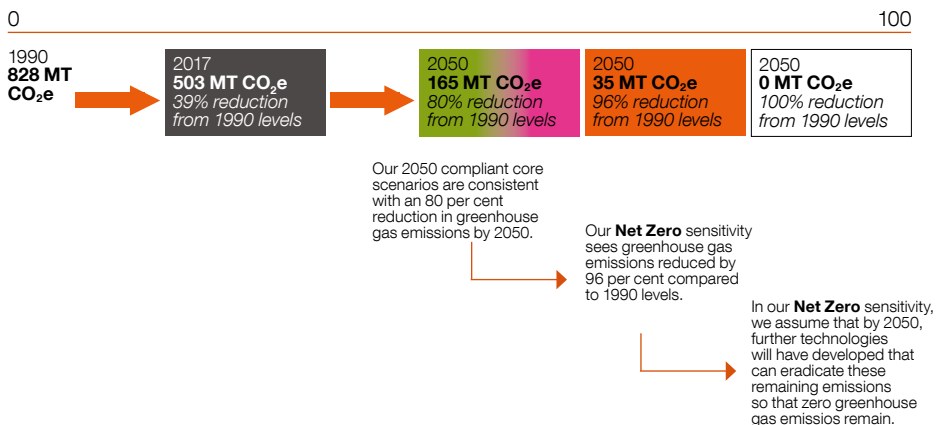 0
100
1990
828 MT
CO₂e
2017
503 MT CO₂e
39% reduction
from 1990 levels
2050
165 MT CO₂e
80% reduction
from 1990 levels
2050
35 MT CO₂e
96% reduction
from 1990 levels
2050
0 MT CO₂e
100% reduction
from 1990 levels
Our 2050 compliant core
scenarios are consistent
with an 80 per cent
reduction in greenhouse
gas emissions by 2050.
Our Net Zero sensitivity
sees greenhouse gas
emissions reduced by
96 per cent compared
to 1990 levels.
In our Net Zero sensitivity,
we assume that by 2050,
further technologies
will have developed that
can eradicate these
remaining emissions
so that zero greenhouse
gas emissios remain.